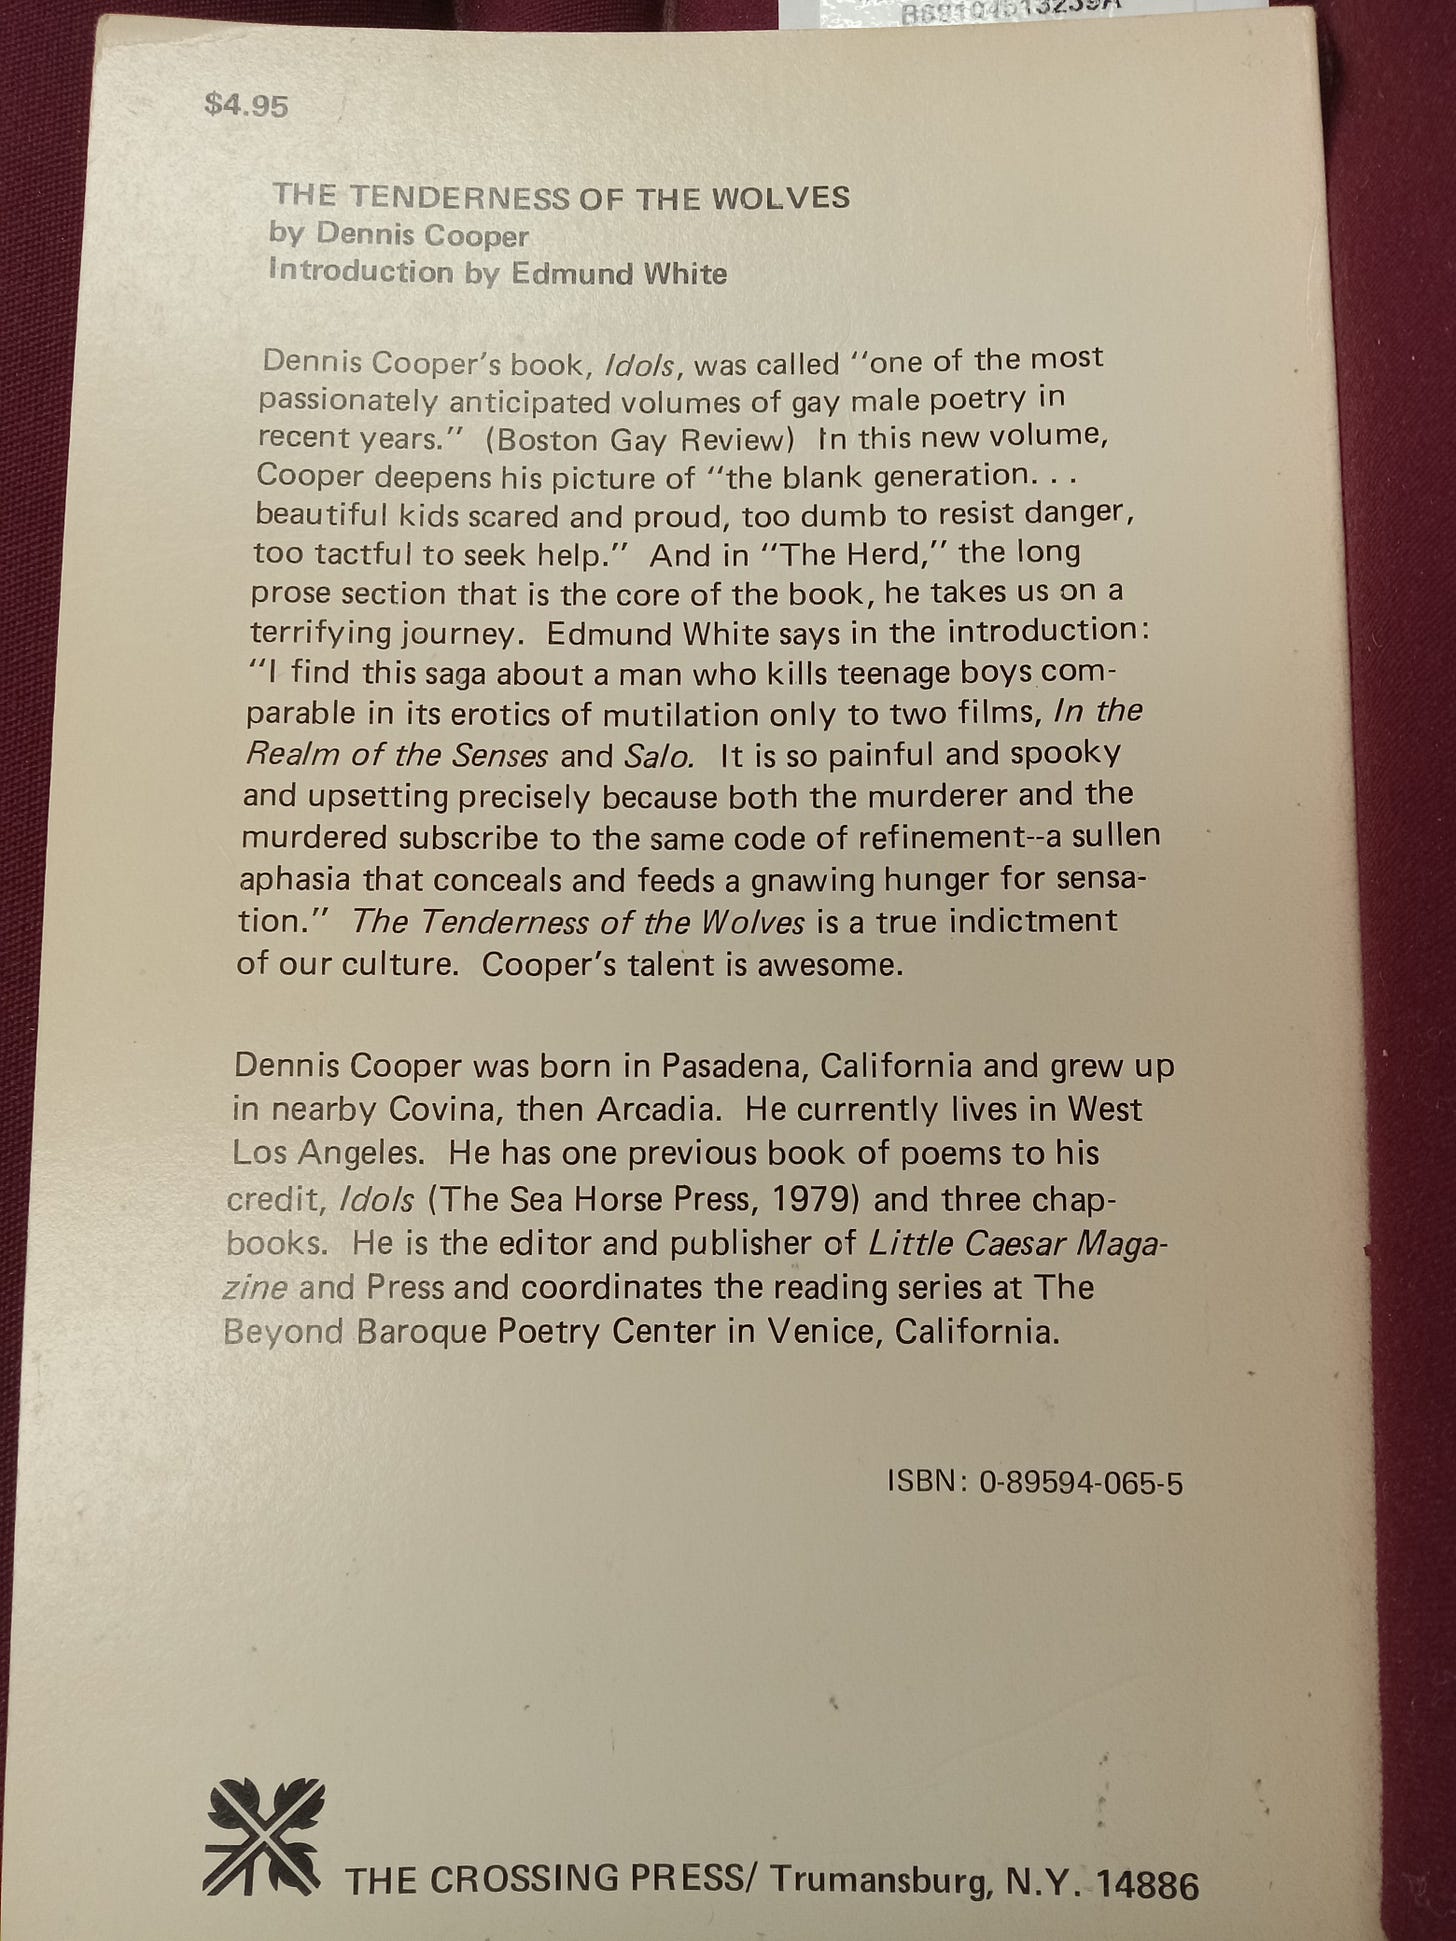 $4.95
THE TENDERNESS OF THE WOLVES
by Dennis Cooper
Introduction by Edmund White
Dennis Cooper's book, Idols, was called "one of the most
passionately anticipated volumes of gay male poetry in
recent years." (Boston Gay Review) In this new volume,
Cooper deepens his picture of "the blank generation. . .
beautiful kids scared and proud, too dumb to resist danger,
too tactful to seek help." And in "The Herd," the long
prose section that is the core of the book, he takes us on a
terrifying journey. Edmund White says in the introduction:
"I find this saga about a man who kills teenage boys com-
parable in its erotics of mutilation only to two films, In the
Realm of the Senses and Salo. It is so painful and spooky
and upsetting precisely because both the murderer and the
murdered subscribe to the same code of refinement--a sullen
aphasia that conceals and feeds a gnawing hunger for sensa-
tion." The Tenderness of the Wolves is a true indictment
of our culture. Cooper's talent is awesome.
Dennis Cooper was born in Pasadena, California and grew up
in nearby Covina, then Arcadia. He currently lives in West
Los Angeles. He has one previous book of poems to his
credit, Idols (The Sea Horse Press, 1979) and three chap-
books. He is the editor and publisher of Little Caesar Maga-
zine and Press and coordinates the reading series at The
Beyond Baroque Poetry Center in Venice, California.
ISBN: 0-89594-065-5
THE CROSSING PRESS/ Trumansburg, N.Y. 14886